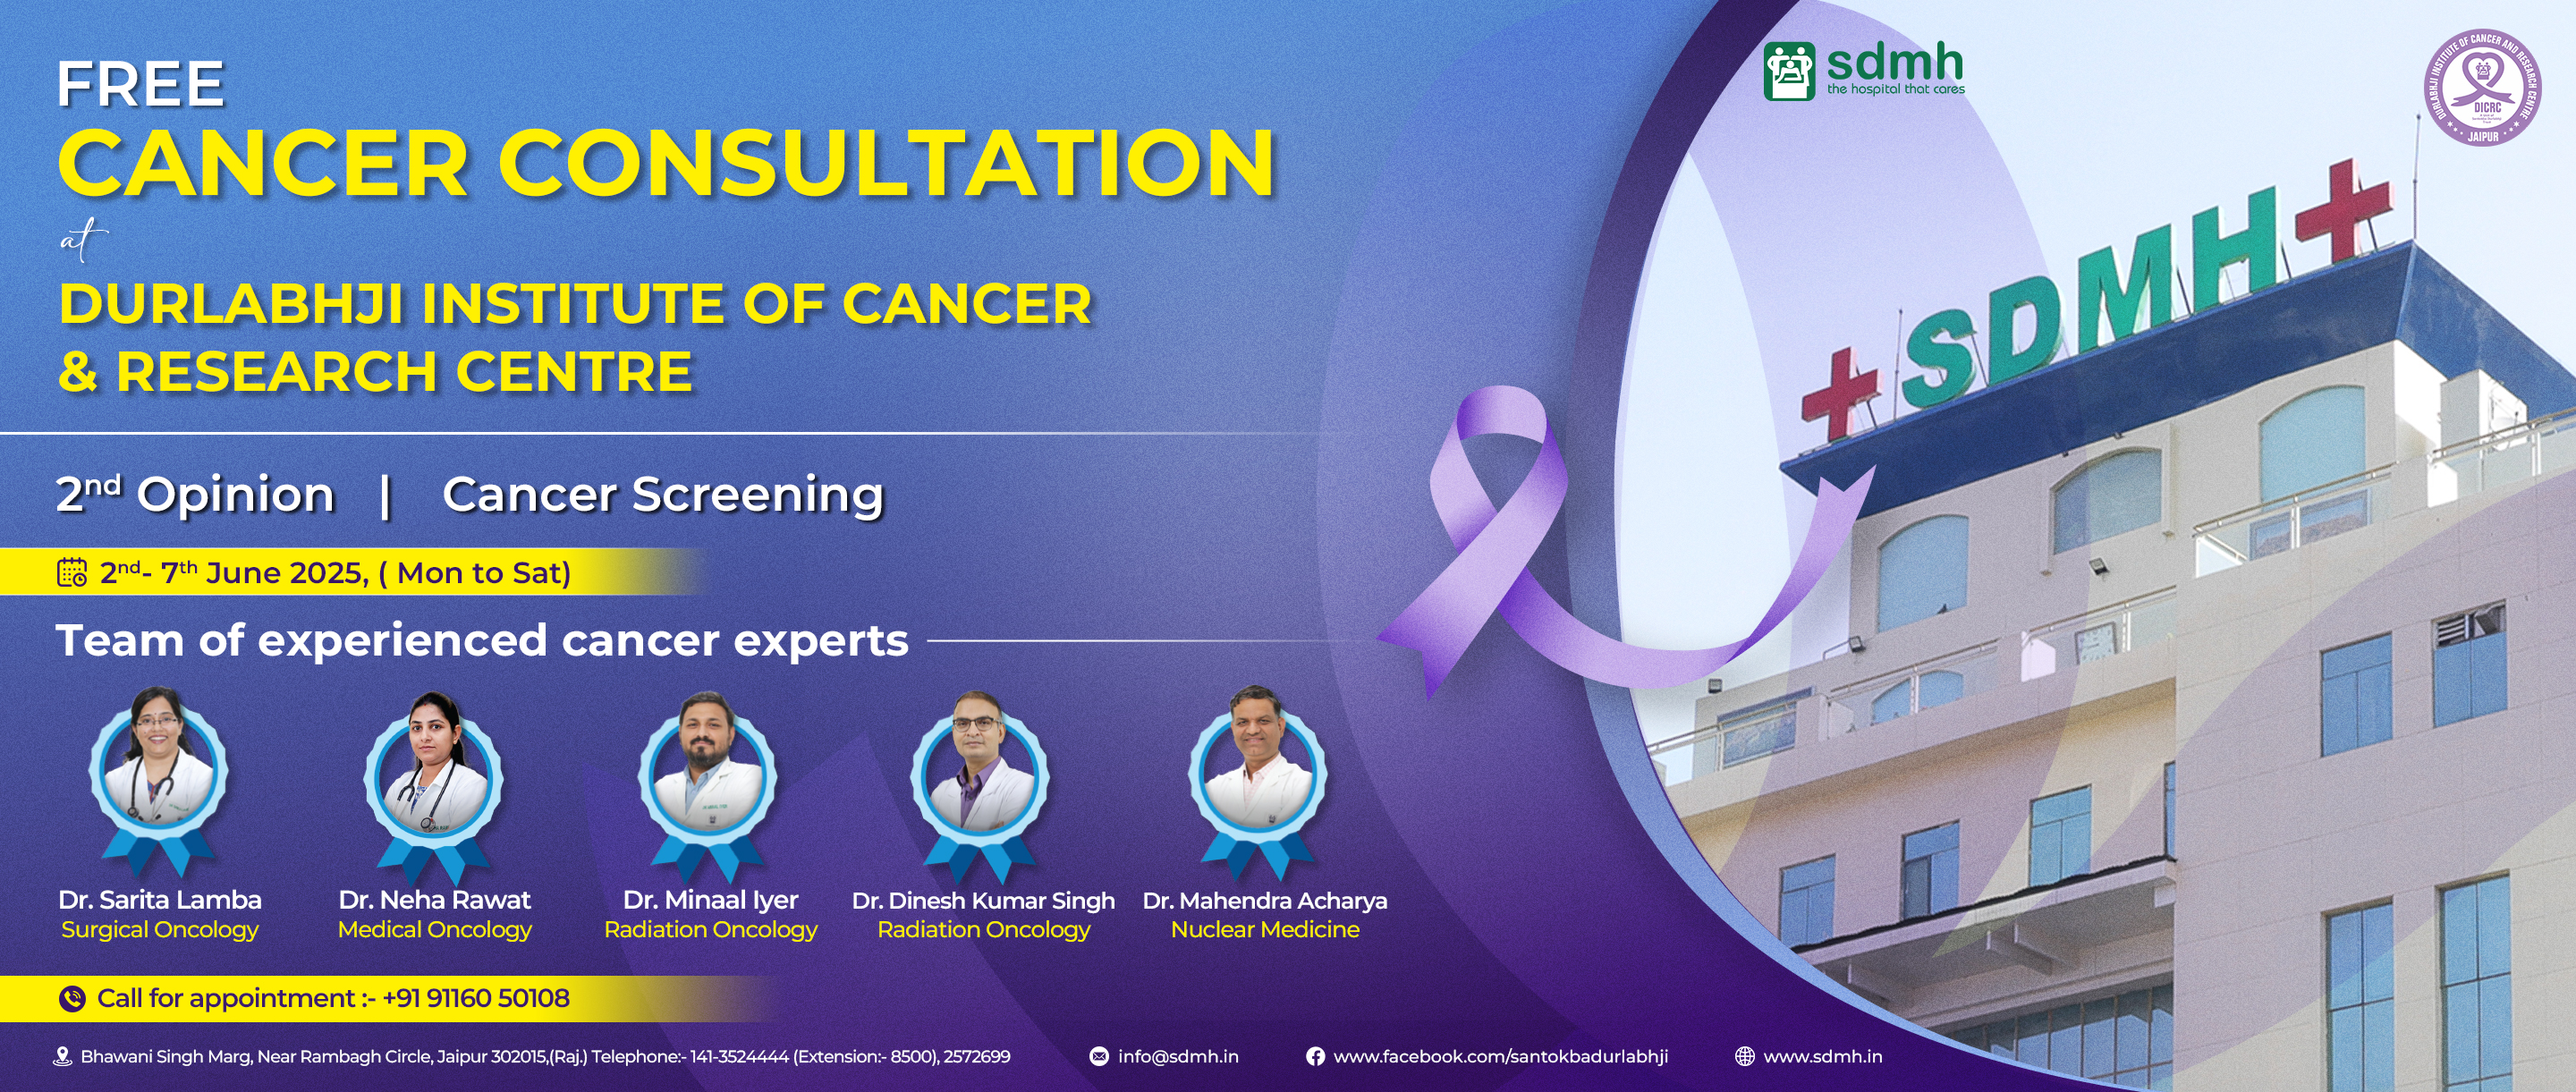 FREE
CANCER CONSULTATION
at
DURLABHJI INSTITUTE OF CANCER
& RESEARCH CENTRE
2nd Opinion | Cancer Screening
2nd- 7th June 2025, ( Mon to Sat)
Team of experienced cancer experts
Dr. Sarita Lamba
Surgical Oncology
Dr. Neha Rawat
Medical Oncology
Dr. Minaal Iyer
Radiation Oncology
Dr. Dinesh Kumar Singh
Radiation Oncology
Dr. Mahendra Acharya
Nuclear Medicine
Call for appointment :- +91 91160 50108
Bhawani Singh Marg, Near Rambagh Circle, Jaipur 302015,(Raj.) Telephone:- 141-3524444 (Extension:- 8500), 2572699
info@sdmh.in
www.facebook.com/santokbadurlabhji
www.sdmh.in
sdmh
the hospital that cares
DURLABHJI INSTITUTE OF CANCER AND RESEARCH CENTRE
DICRC
JAIPUR
SDMH